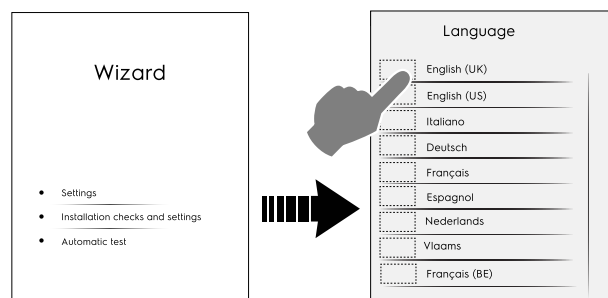 Wizard
Settings
Installation checks and settings
Automatic test
Language
English (UK)
English (US)
Italiano
Deutsch
Français
Espagnol
Nederlands
Vlaams
Français (BE)